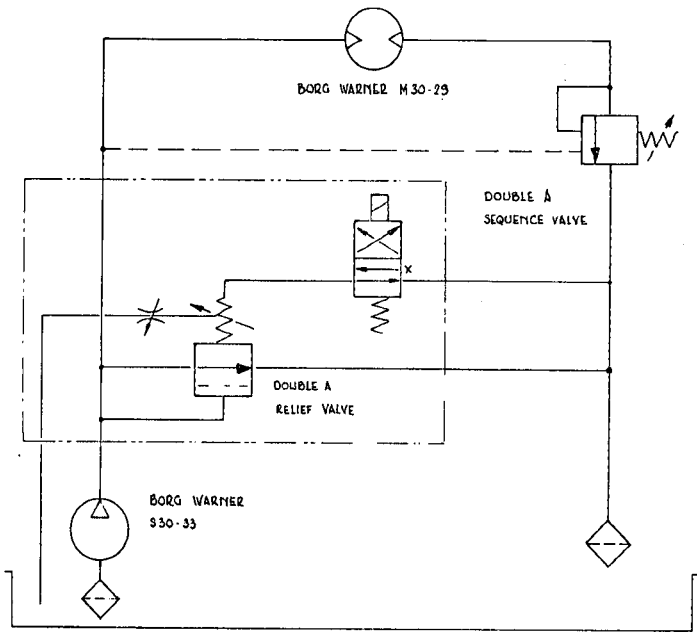 BORG WARNER M30-29
DOUBLE A
SEQUENCE VALVE
X
DOUBLE A
RELIEF VALVE
BORG WARNER
S30-33